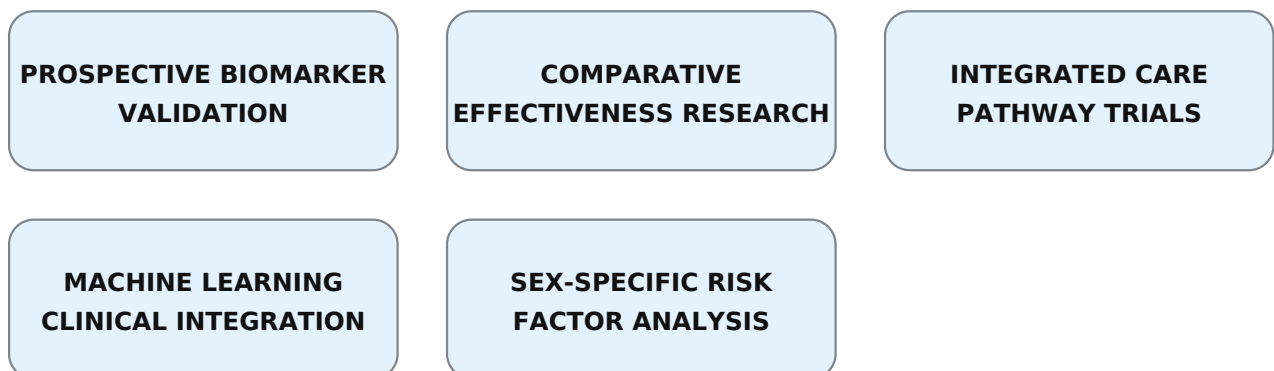 PROSPECTIVE BIOMARKER
VALIDATION
COMPARATIVE
EFFECTIVENESS RESEARCH
INTEGRATED CARE
PATHWAY TRIALS
MACHINE LEARNING
CLINICAL INTEGRATION
SEX-SPECIFIC RISK
FACTOR ANALYSIS